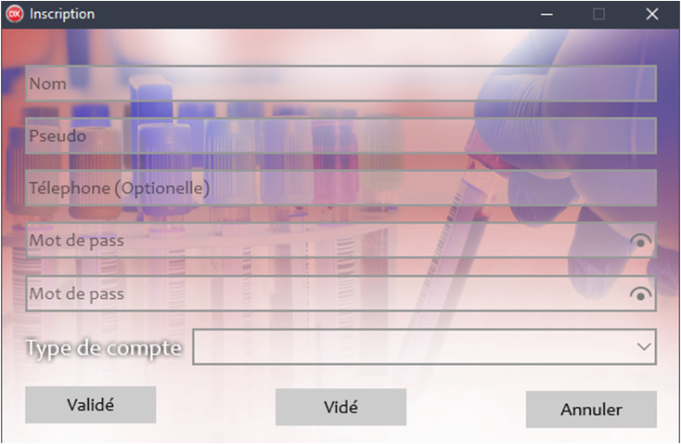 DX Inscription
Nom
Pseudo
Télephone (Optionelle)
Mot de pass
Mot de pass
Type de compte
Validé
Vidé
Annuler